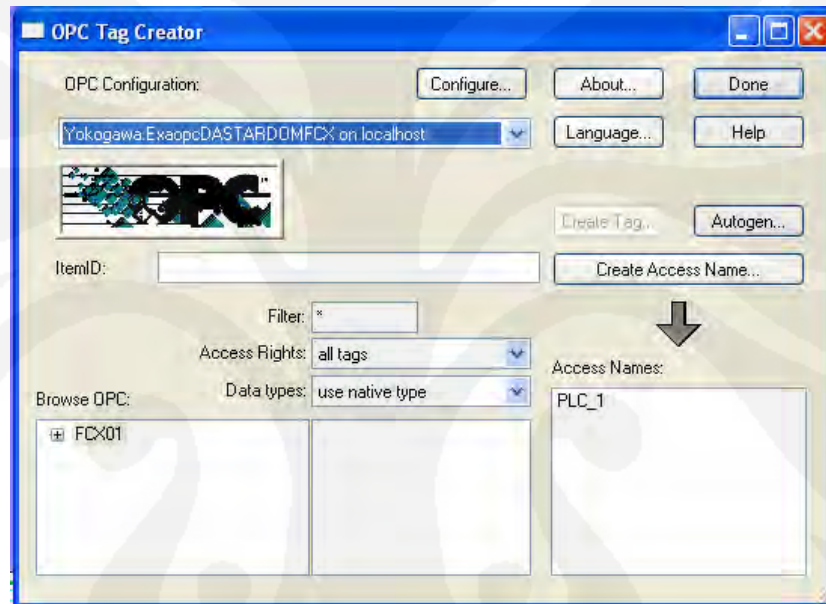 OPC Tag Creator
OPC Configuration:
Configure...
About...
Done
Yokogawa.ExaopcDASTARDOMFCX on localhost
Language...
Help
OPC
Create Tag...
Autogen...
ItemID:
Create Access Name...
Filter: *
Access Rights: all tags
Access Names:
Data types: use native type
Browse OPC:
PLC_1
FCX01